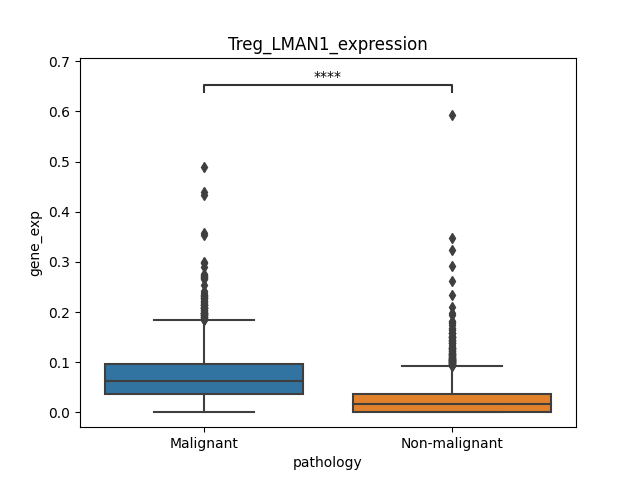 Treg_LMAN1_expression
****
0.7
0.6
0.5
0.4
0.3
0.2
0.1
0.0
gene_exp
Malignant
Non-malignant
pathology